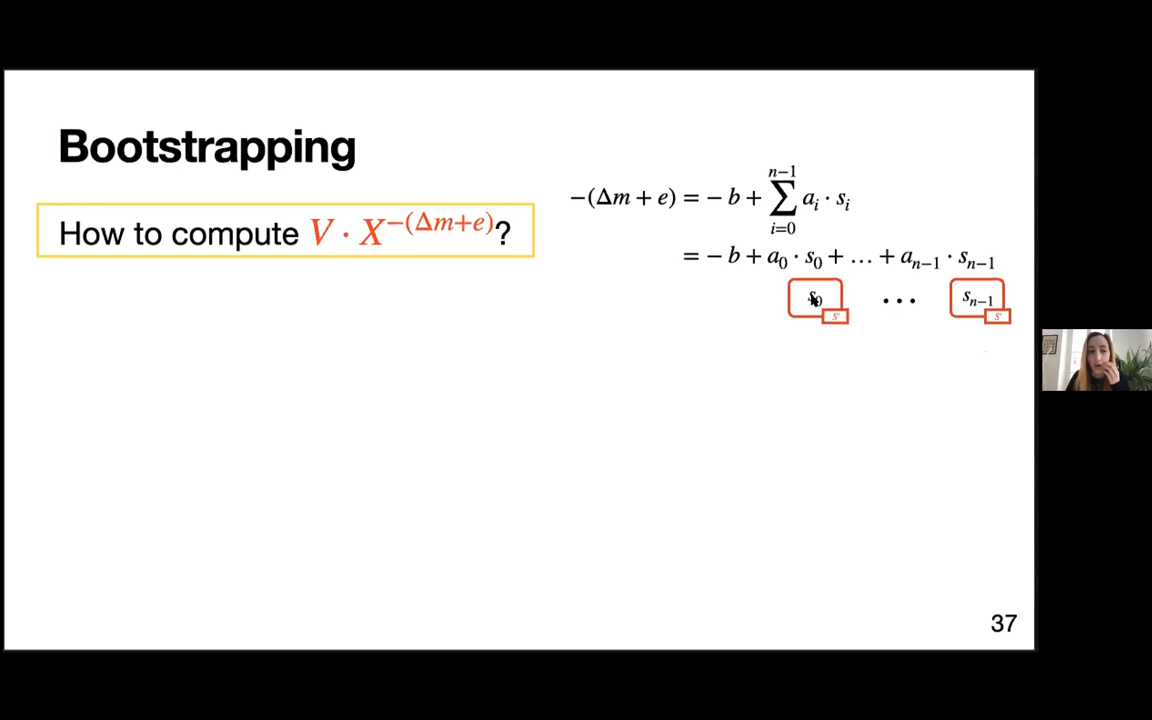 Bootstrapping
How to compute V · X^{-(Δm+e)}?
-(Δm + e) = - b + \sum_{i=0}^{n-1} a_i · s_i
= - b + a_0 · s_0 + … + a_{n-1} · s_{n-1}
s_0 … s_{n-1}
S' S'
37